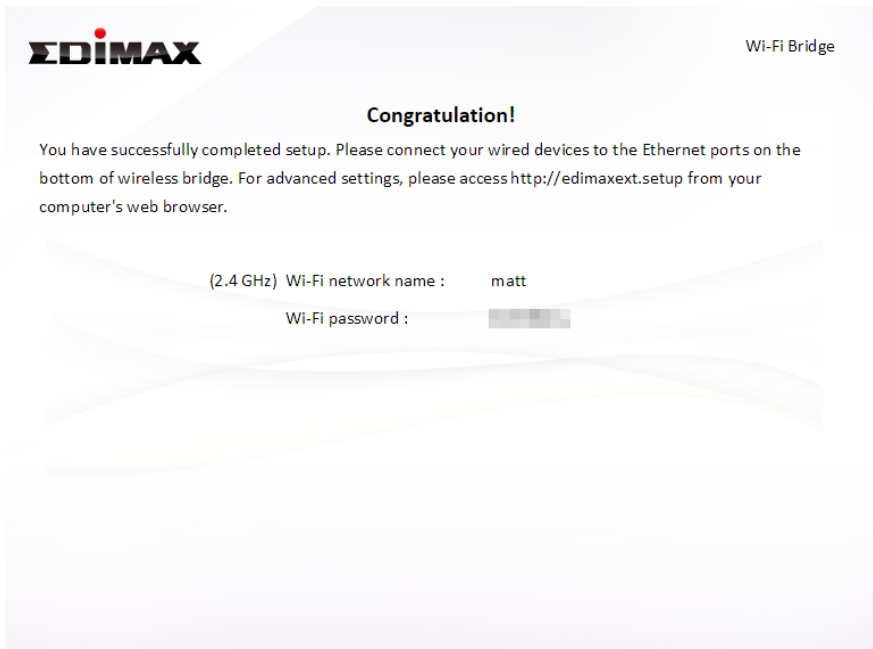 EDIMAX
Wi-Fi Bridge
Congratulation!
You have successfully completed setup. Please connect your wired devices to the Ethernet ports on the
bottom of wireless bridge. For advanced settings, please access http://edimaxext.setup from your
computer's web browser.
(2.4 GHz) Wi-Fi network name : matt
Wi-Fi password :